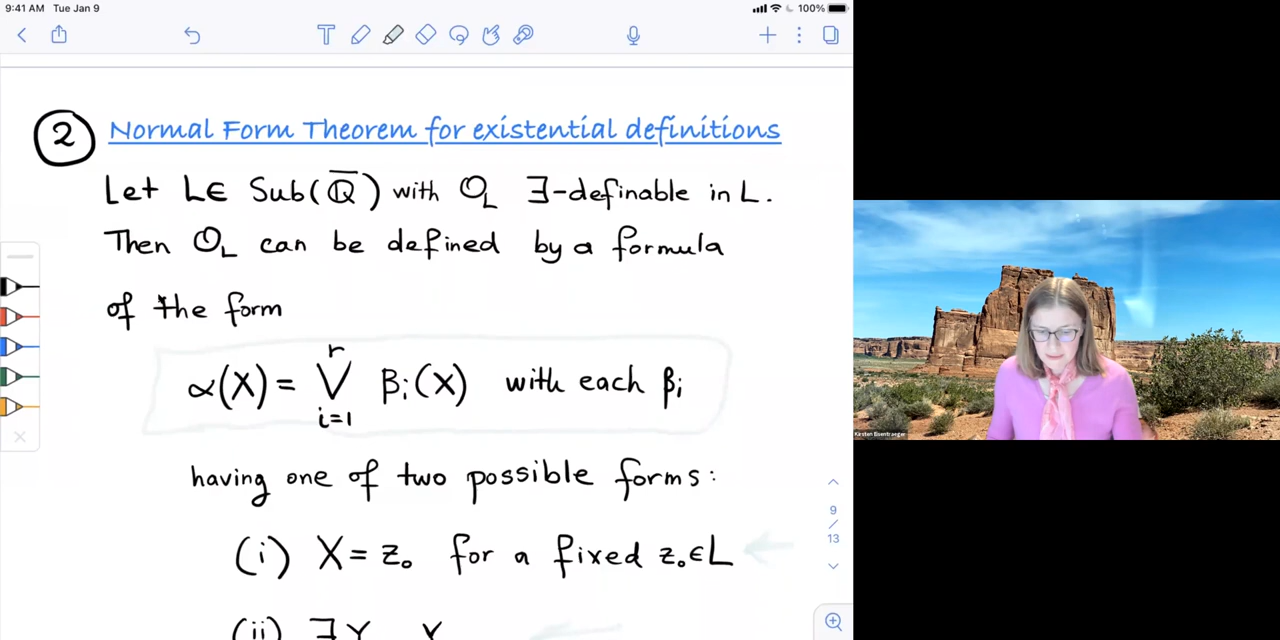 9:41 AM Tue Jan 9
100%
2 Normal Form Theorem for existential definitions
Let L∈ Sub(ℚ̅) with O_L ∃-definable in L.
Then O_L can be defined by a formula
of the form
α(X) = ⋁_{i=1}^{r} β_i(X) with each β_i
having one of two possible forms:
(i) X = z₀ for a fixed z₀∈L
(ii) ∃Y Y
9
/
13
Kirsten Eisentraeger